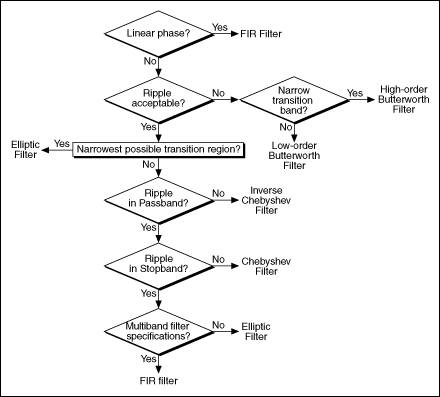 Linear phase?
Yes
FIR Filter
No
Ripple
acceptable?
No
Narrow
transition
band?
Yes
High-order
Butterworth
Filter
Yes
No
Low-order
Butterworth
Filter
Elliptic
Filter
Yes
Narrowest possible transition region?
No
Ripple
in Passband?
No
Inverse
Chebyshev
Filter
Yes
Ripple
in Stopband?
No
Chebyshev
Filter
Yes
Multiband filter
specifications?
No
Elliptic
Filter
Yes
FIR filter